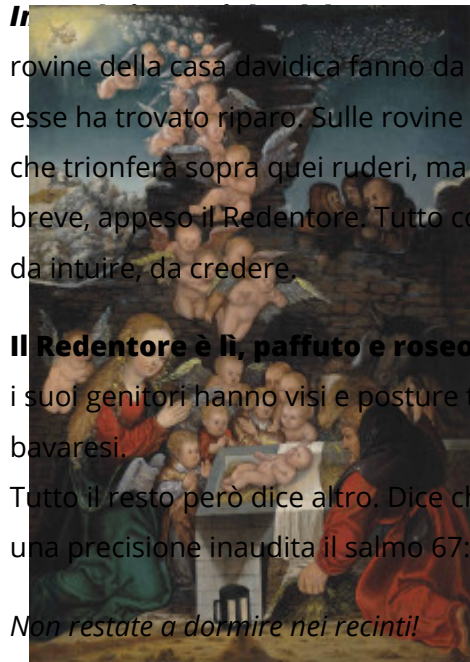 rovine della casa davidica fanno da
esse ha trovato riparo. Sulle rovine
che trionferà sopra quei ruderi, ma
breve, appeso il Redentore. Tutto co
da intuire, da credere.
Il Redentore è lì, paffuto e roseo
i suoi genitori hanno visi e posture
bavaresi.
Tutto il resto però dice altro. Dice ch
una precisione inaudita il salmo 67:
Non restate a dormire nei recinti!